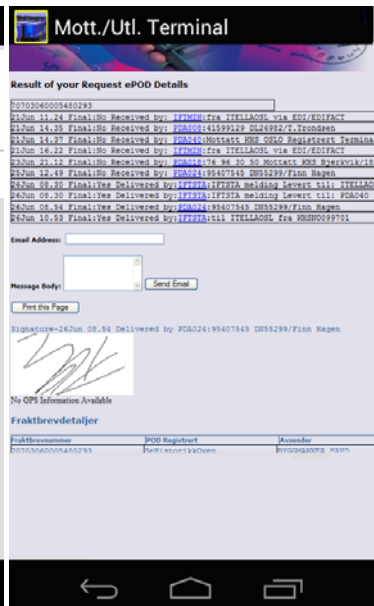 Mott./Utl. Terminal
Result of your Request ePOD Details
70703060005480293
21Jun 11.24 Final:No Received by: IFTMIN:fra ITELLAOSL via EDI/EDIFACT
21Jun 14.35 Final:No Received by: PDA008:41599129 DL26982/T.Trondsen
21Jun 14.37 Final:No Received by: PDA040:Mottatt KHS OSLO Registrert Termina
21Jun 16.22 Final:No Received by: IFTMIN:fra ITELLAOSL via EDI/EDIFACT
23Jun 21.12 Final:No Received by: PDA018:76 96 30 50 Mottatt KHS Bjerkvik/18
25Jun 12.49 Final:No Received by: PDA024:95407545 DN55299/Finn Hagen
26Jun 08.30 Final:Yes Delivered by:IFTSTA:IFTSTA melding Levert til: ITELLAO
26Jun 08.30 Final:Yes Delivered by:IFTSTA:IFTSTA melding Levert til: PDA040
26Jun 08.54 Final:Yes Delivered by:PDA024:95407545 DN55299/Finn Hagen
26Jun 10.53 Final:Yes Delivered by:IFTSTA:til ITELLAOSL fra KHSN0099701
Email Address:
Message Body:
Send Email
Print this Page
Signature-26Jun 08.54 Delivered by PDA024:95407545 DN55299/Finn Hagen
No GPS Information Available
Fraktbrevdetaljer
Fraktbrevnummer POD Registrert Avsender
70703060005480293 SeHistorikkOven